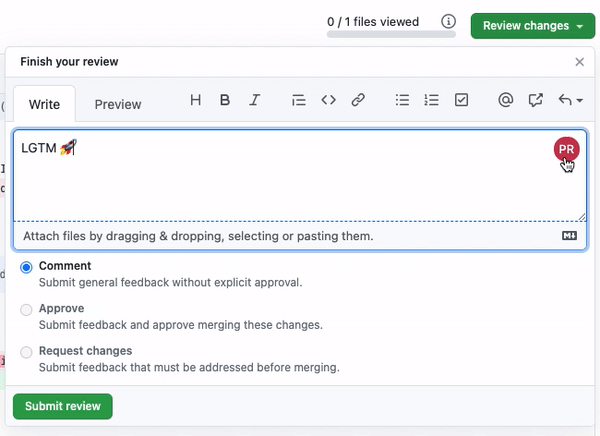 0 / 1 files viewed
Review changes
Finish your review
Write
Preview
H B I @
LGTM 🚀
PR
Attach files by dragging & dropping, selecting or pasting them.
Comment
Submit general feedback without explicit approval.
Approve
Submit feedback and approve merging these changes.
Request changes
Submit feedback that must be addressed before merging.
Submit review